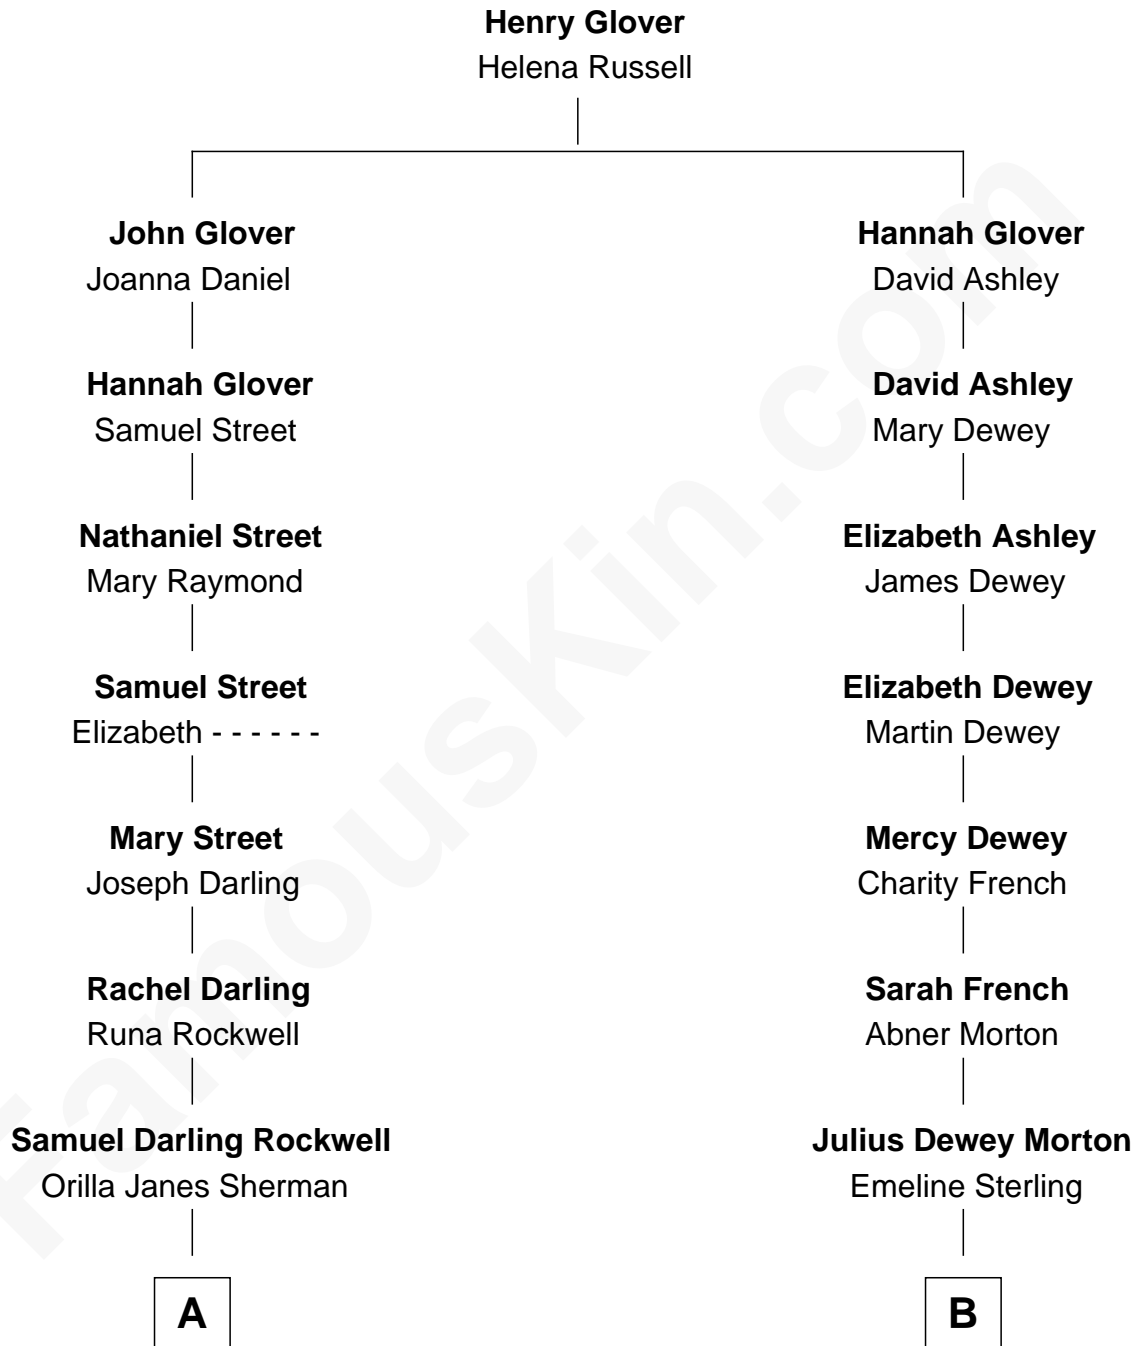 Henry Glover
Helena Russell
John Glover
Joanna Daniel
Hannah Glover
David Ashley
Hannah Glover
Samuel Street
David Ashley
Mary Dewey
Nathaniel Street
Mary Raymond
Elizabeth Ashley
James Dewey
Samuel Street
Elizabeth - - - - - -
Elizabeth Dewey
Martin Dewey
Mary Street
Joseph Darling
Mercy Dewey
Charity French
Rachel Darling
Runa Rockwell
Sarah French
Abner Morton
Samuel Darling Rockwell
Orilla Janes Sherman
Julius Dewey Morton
Emeline Sterling
A
B
FamousKin.com